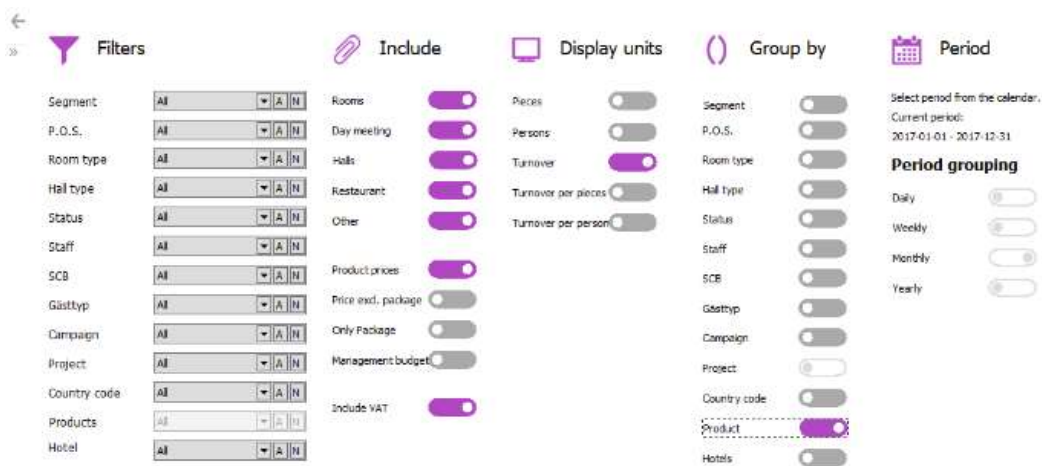 Filters
Segment All A N
P.O.S. All A N
Room type All A N
Hall type All A N
Status All A N
Staff All A N
SCB All A N
Gästtyp All A N
Campaign All A N
Project All A N
Country code All A N
Products All A N
Hotel All A N
Include
Rooms
Day meeting
Halls
Restaurant
Other
Product prices
Price excl. package
Only Package
Management budget
Include VAT
Display units
Pieces
Persons
Turnover
Turnover per pieces
Turnover per person
Group by
Segment
P.O.S.
Room type
Hall type
Status
Staff
SCB
Gästtyp
Campaign
Project
Country code
Product
Hotels
Period
Select period from the calendar.
Current period:
2017-01-01 - 2017-12-31
Period grouping
Daily
Weekly
Monthly
Yearly